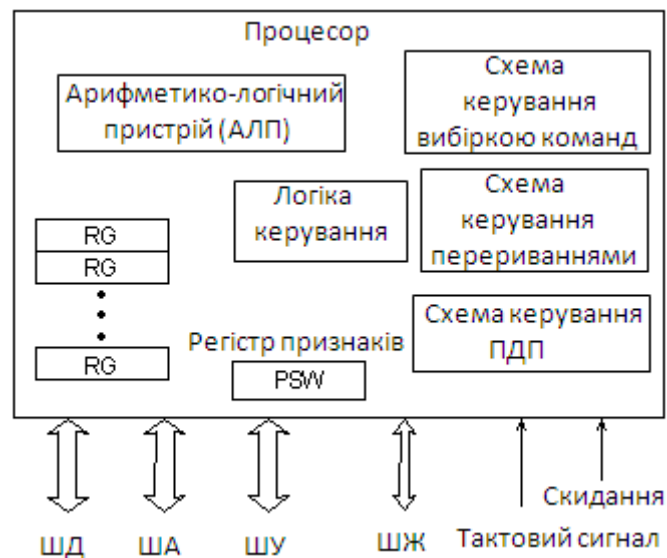 Процесор
Арифметико-логічний
пристрій (АЛП)
Схема
керування
вибіркою команд
Логіка
керування
Схема
керування
перериваннями
RG
RG
RG
Схема керування
ПДП
Регістр признаків
PSW
Скидання
ШД
ША
ШУ
ШЖ
Тактовий сигнал